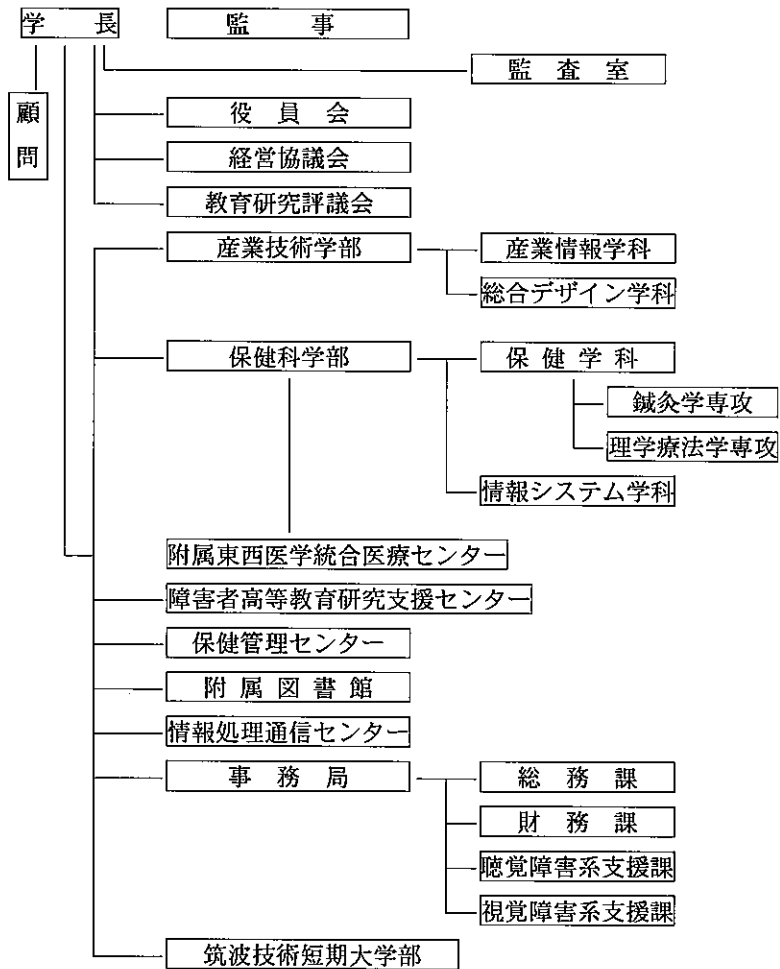 学 長
監 事
監 査 室
顧問
役 員 会
経営協議会
教育研究評議会
産業技術学部
産業情報学科
総合デザイン学科
保健科学部
保 健 学 科
鍼灸学専攻
理学療法学専攻
情報システム学科
附属東西医学統合医療センター
障害者高等教育研究支援センター
保健管理センター
附 属 図 書 館
情報処理通信センター
事 務 局
総 務 課
財 務 課
聴覚障害系支援課
視覚障害系支援課
筑波技術短期大学部